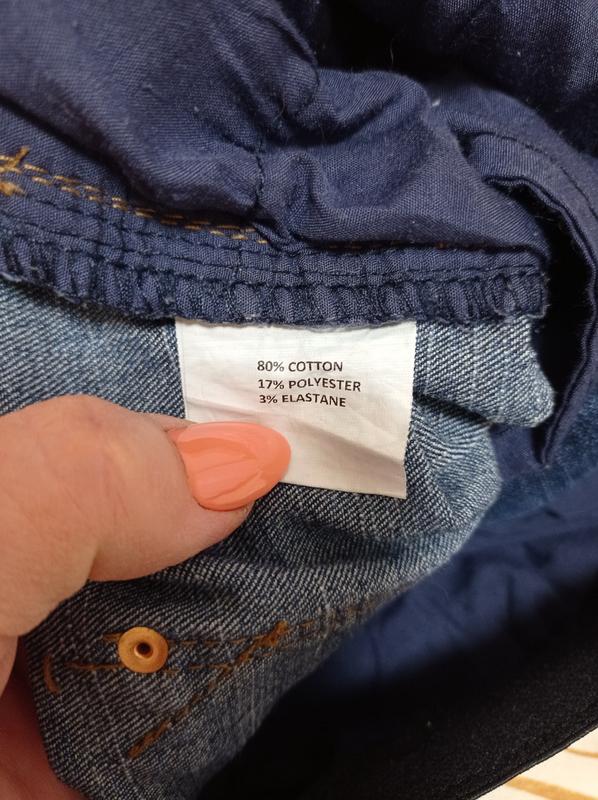 80% COTTON
17% POLYESTER
3% ELASTANE